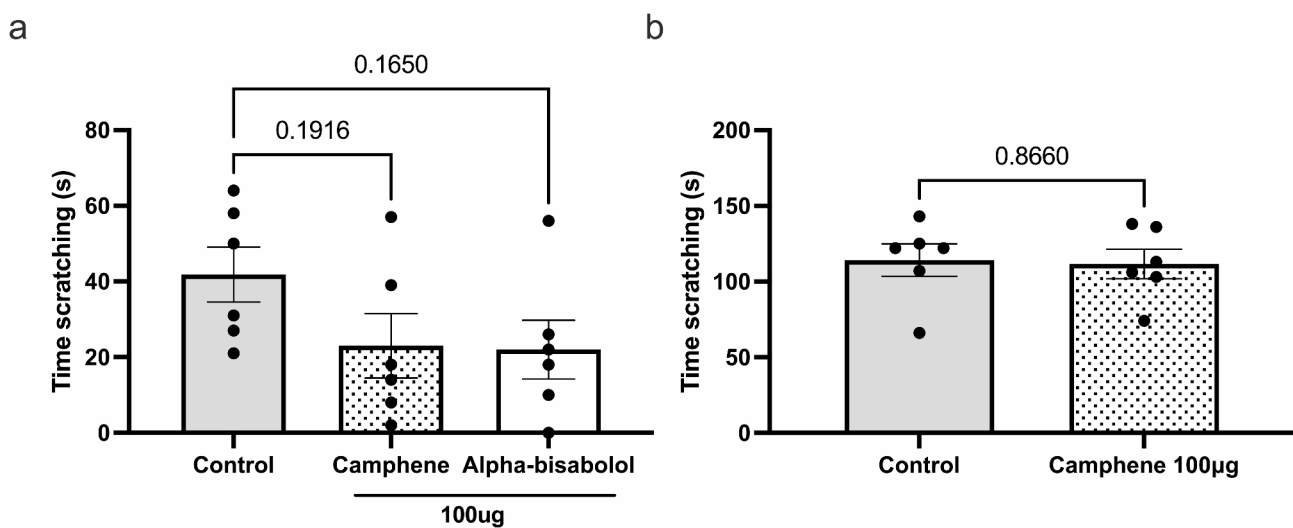 a
0.1650
0.1916
80
60
40
20
0
Time scratching (s)
Control
Camphene
Alpha-bisabolol
100ug
b
0.8660
200
150
100
50
0
Time scratching (s)
Control
Camphene 100µg